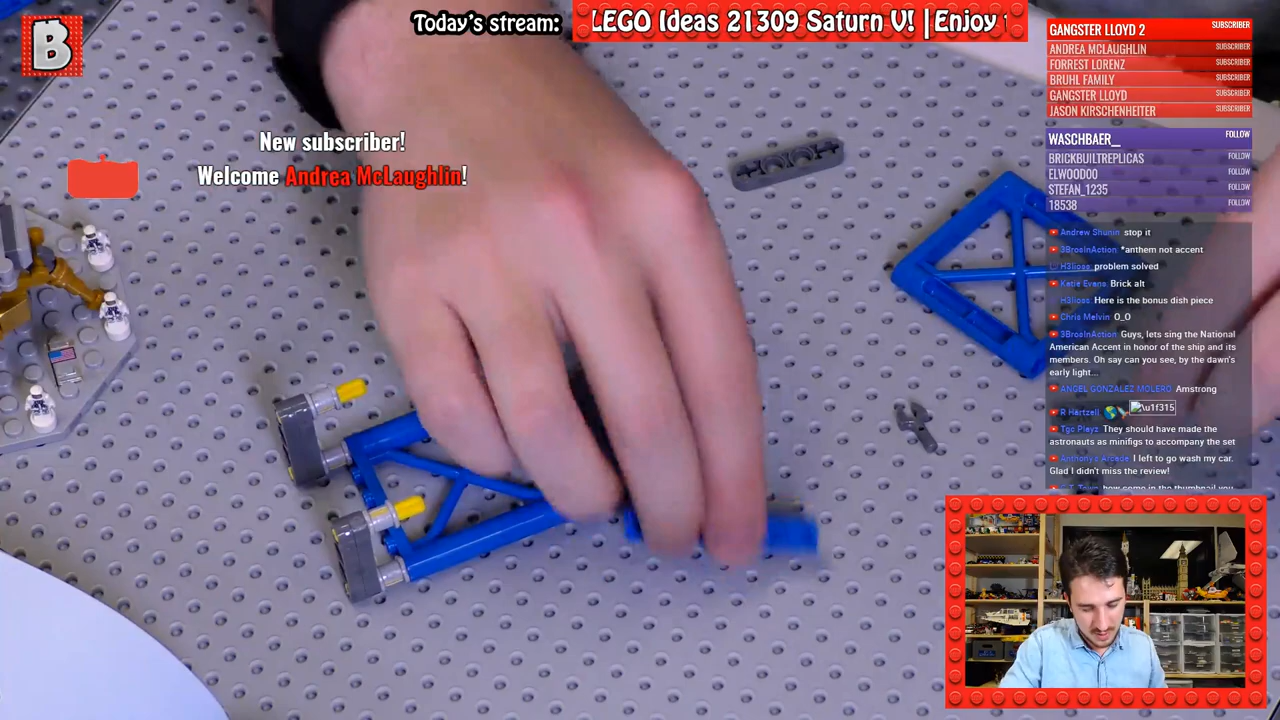 B
Today's stream:
LEGO Ideas 21309 Saturn V! | Enjoy
New subscriber!
Welcome Andrea McLaughlin!
GANGSTER LLOYD 2 SUBSCRIBER
ANDREA MCLAUGHLIN SUBSCRIBER
FORREST LORENZ SUBSCRIBER
BRUHL FAMILY SUBSCRIBER
GANGSTER LLOYD SUBSCRIBER
JASON KIRSCHENHEITER SUBSCRIBER
WASCHBAER__ FOLLOW
BRICKBUILTREPLICAS FOLLOW
ELWOODOO FOLLOW
STEFAN_1235 FOLLOW
18538 FOLLOW
Andrew Shunin stop it
3BrosInAction *anthem not accent
H3lioss problem solved
Katie Evans Brick alt
H3lioss Here is the bonus dish piece
Chris Melvin O_O
3BrosInAction Guys, lets sing the National
American Accent in honor of the ship and its
members. Oh say can you see, by the dawn's
early light...
ANGEL GONZALEZ MOLERO Amstrong
R Hartzell \u1f315
Tgc Playz They should have made the
astronauts as minifigs to accompany the set
Anthony's Arcade I left to go wash my car.
Glad I didn't miss the review!